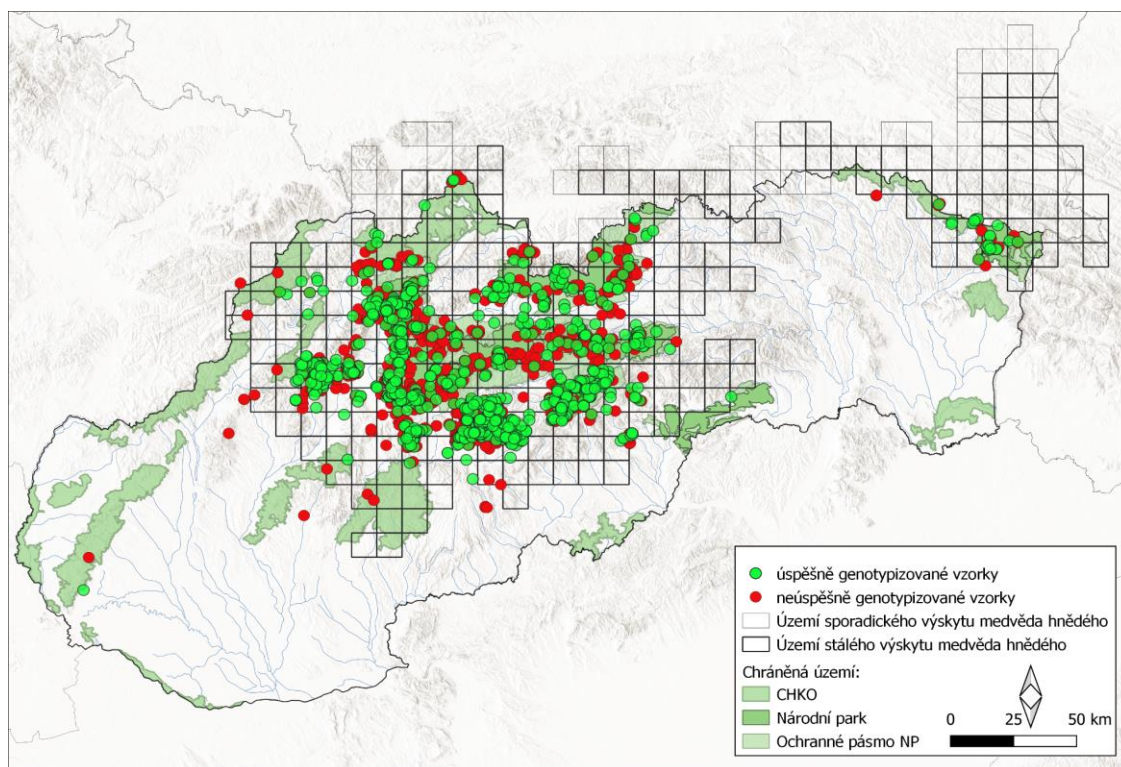 úspěšně genotypizované vzorky
neúspěšně genotypizované vzorky
Území sporadického výskytu medvěda hnědého
Území stálého výskytu medvěda hnědého
Chráněná území:
CHKO
Národní park
Ochranné pásmo NP
0 25 50 km